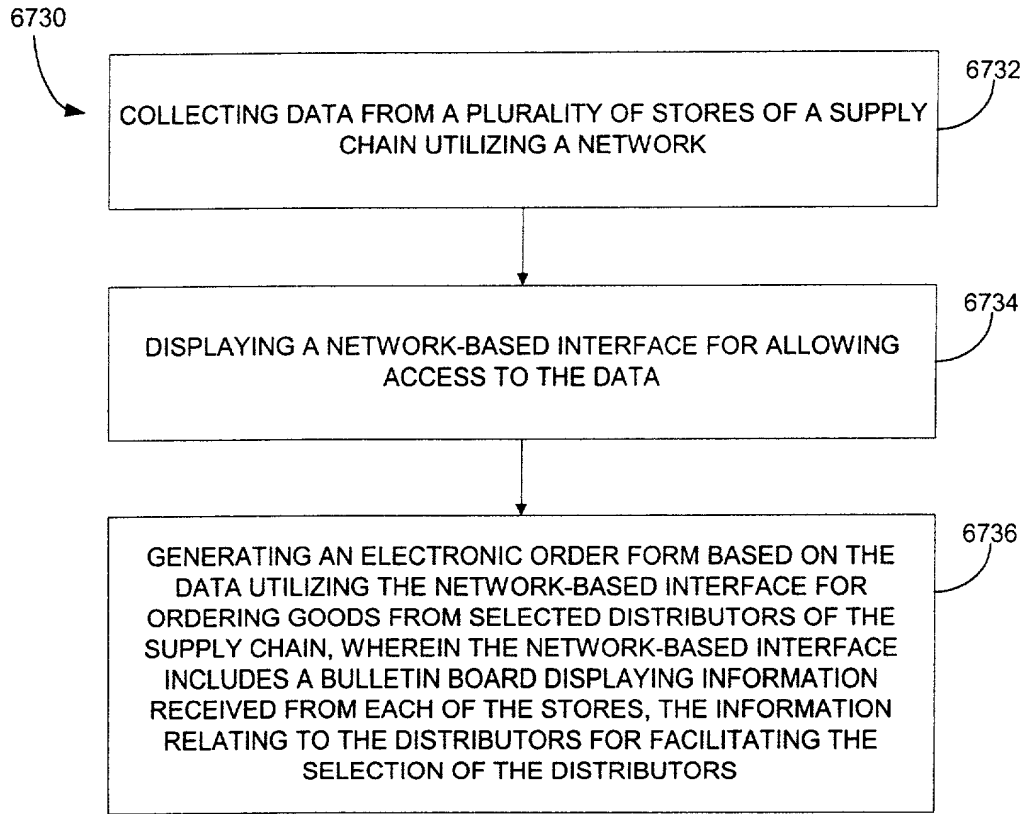 6730
6732
COLLECTING DATA FROM A PLURALITY OF STORES OF A SUPPLY
CHAIN UTILIZING A NETWORK
6734
DISPLAYING A NETWORK-BASED INTERFACE FOR ALLOWING
ACCESS TO THE DATA
6736
GENERATING AN ELECTRONIC ORDER FORM BASED ON THE
DATA UTILIZING THE NETWORK-BASED INTERFACE FOR
ORDERING GOODS FROM SELECTED DISTRIBUTORS OF THE
SUPPLY CHAIN, WHEREIN THE NETWORK-BASED INTERFACE
INCLUDES A BULLETIN BOARD DISPLAYING INFORMATION
RECEIVED FROM EACH OF THE STORES, THE INFORMATION
RELATING TO THE DISTRIBUTORS FOR FACILITATING THE
SELECTION OF THE DISTRIBUTORS